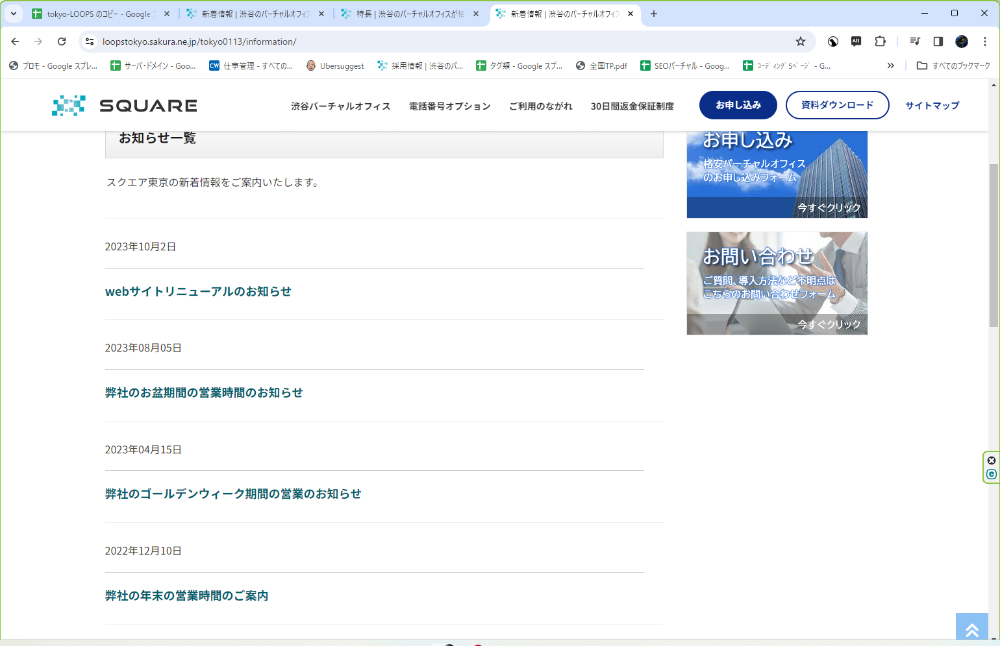 tokyo-LOOPS のコピー - Google
新着情報 | 渋谷のバーチャルオフィス
特長 | 渋谷のバーチャルオフィスが格
新着情報 | 渋谷のバーチャルオフィス
loopstokyo.sakura.ne.jp/tokyo0113/information/
プロモ - Google スプレ...
サーバ・ドメイン - Goo...
CW 仕事管理 - すべての...
Ubersuggest
採用情報 | 渋谷のバ...
タグ類 - Google スプ...
全国TP.pdf
SEOバーチャル - Goog...
コーディング 5ページ - G...
すべてのブックマーク
SQUARE
渋谷バーチャルオフィス
電話番号オプション
ご利用のながれ
30日間返金保証制度
お申し込み
資料ダウンロード
サイトマップ
お知らせ一覧
スクエア東京の新着情報をご案内いたします。
2023年10月2日
webサイトリニューアルのお知らせ
2023年08月05日
弊社のお盆期間の営業時間のお知らせ
2023年04月15日
弊社のゴールデンウィーク期間の営業のお知らせ
2022年12月10日
弊社の年末の営業時間のご案内
お申し込み
格安バーチャルオフィス
のお申し込みフォーム
今すぐクリック
お問い合わせ
ご質問、導入方法など不明点は
こちらのお問い合わせフォーム
今すぐクリック